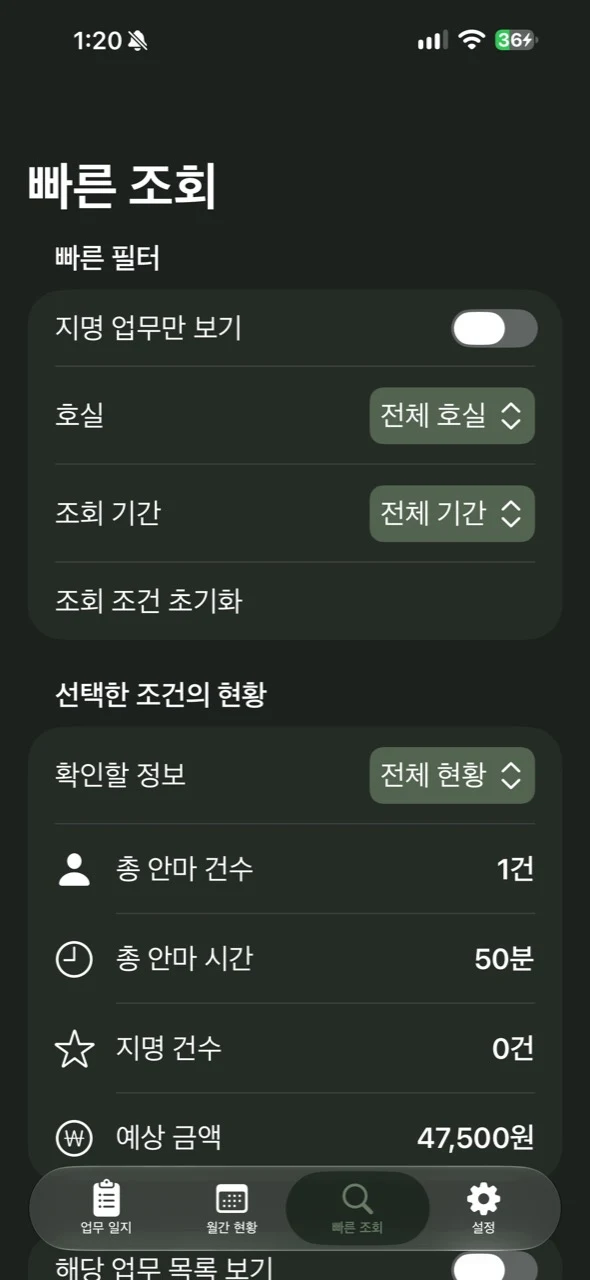 1:20
36
빠른 조회
빠른 필터
지명 업무만 보기
호실 전체 호실
조회 기간 전체 기간
조회 조건 초기화
선택한 조건의 현황
확인할 정보 전체 현황
총 안마 건수 1건
총 안마 시간 50분
지명 건수 0건
예상 금액 47,500원
업무 일지 월간 현황 빠른 조회 설정
해당 업무 목록 보기